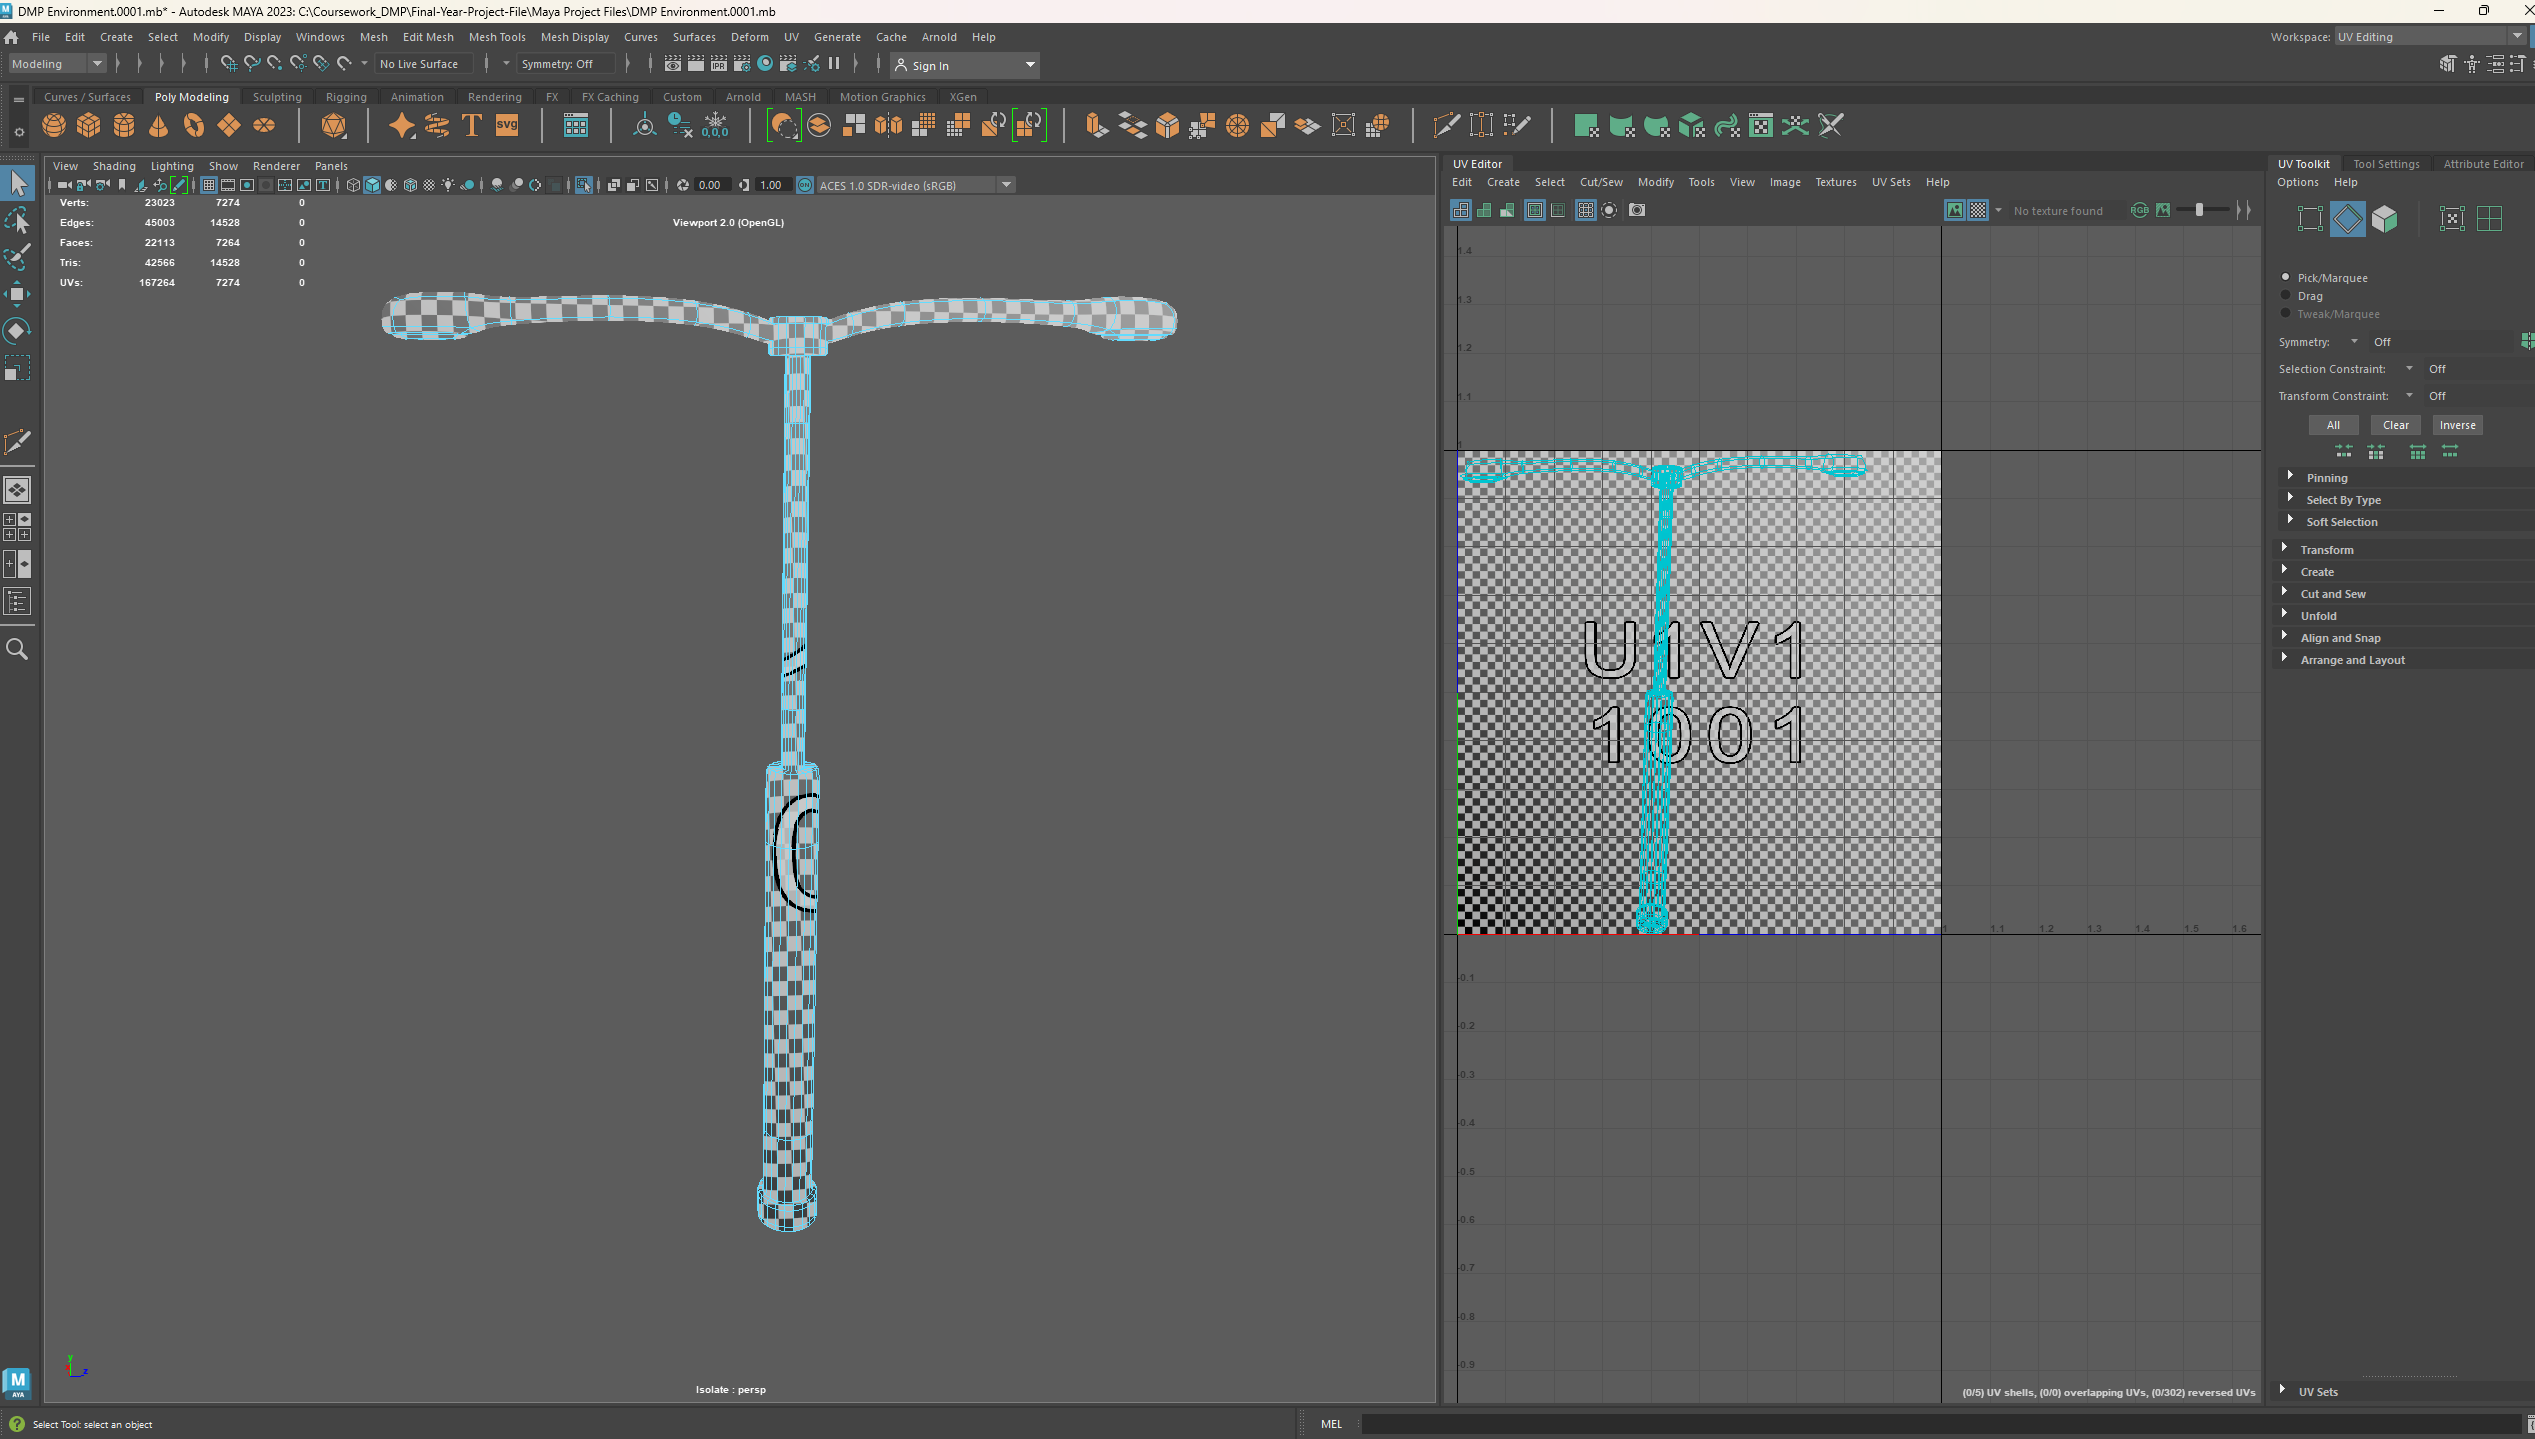 DMP Environment.0001.mb* - Autodesk MAYA 2023: C:\Coursework_DMP\Final-Year-Project-File\Maya Project Files\DMP Environment.0001.mb
File Edit Create Select Modify Display Windows Mesh Edit Mesh Mesh Tools Mesh Display Curves Surfaces Deform UV Generate Cache Arnold Help
Workspace: UV Editing
Modeling No Live Surface Symmetry: Off IPR Sign In
Curves / Surfaces Poly Modeling Sculpting Rigging Animation Rendering FX FX Caching Custom Arnold MASH Motion Graphics XGen
T svg 0,0,0
View Shading Lighting Show Renderer Panels
0.00 1.00 ON ACES 1.0 SDR-video (sRGB)
Verts: 23023 7274 0
Edges: 45003 14528 0
Faces: 22113 7264 0
Tris: 42566 14528 0
UVs: 167264 7274 0
Viewport 2.0 (OpenGL)
y
z
Isolate : persp
UV Editor
Edit Create Select Cut/Sew Modify Tools View Image Textures UV Sets Help
No texture found RGB
1.4
1.3
1.2
1.1
1
U1V1
1001
1 1.1 1.2 1.3 1.4 1.5 1.6
-0.1
-0.2
-0.3
-0.4
-0.5
-0.6
-0.7
-0.8
-0.9
(0/5) UV shells, (0/0) overlapping UVs, (0/302) reversed UVs
UV Toolkit Tool Settings Attribute Editor
Options Help
Pick/Marquee
Drag
Tweak/Marquee
Symmetry: Off
Selection Constraint: Off
Transform Constraint: Off
All Clear Inverse
Pinning
Select By Type
Soft Selection
Transform
Create
Cut and Sew
Unfold
Align and Snap
Arrange and Layout
UV Sets
M
AYA
Select Tool: select an object
MEL